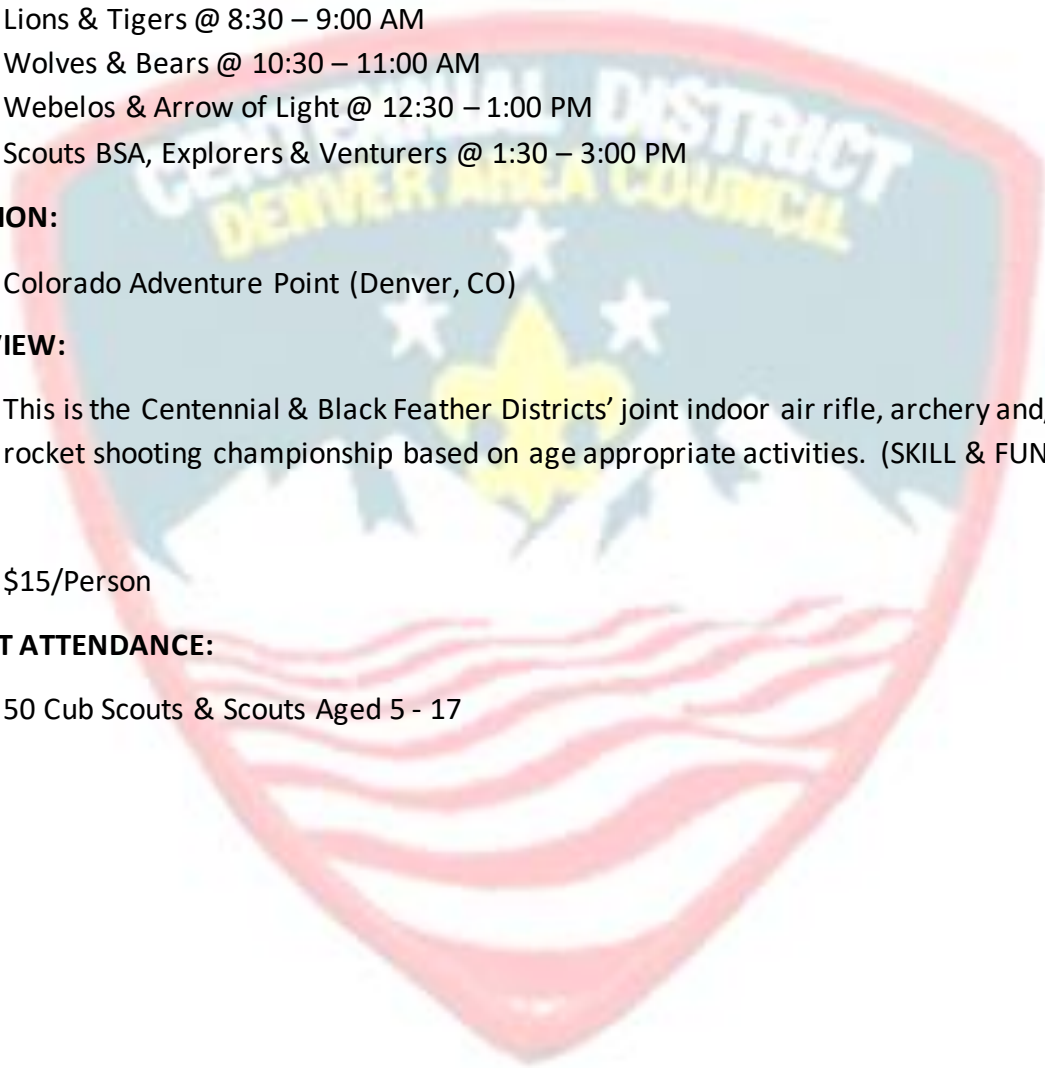 Lions & Tigers @ 8:30 – 9:00 AM
Wolves & Bears @ 10:30 – 11:00 AM
Webelos & Arrow of Light @ 12:30 – 1:00 PM
Scouts BSA, Explorers & Venturers @ 1:30 – 3:00 PM
CENTENNIAL DISTRICT
DENVER AREA COUNCIL
ION:
Colorado Adventure Point (Denver, CO)
VIEW:
This is the Centennial & Black Feather Districts’ joint indoor air rifle, archery and,
rocket shooting championship based on age appropriate activities. (SKILL & FUN
$15/Person
T ATTENDANCE:
50 Cub Scouts & Scouts Aged 5 - 17